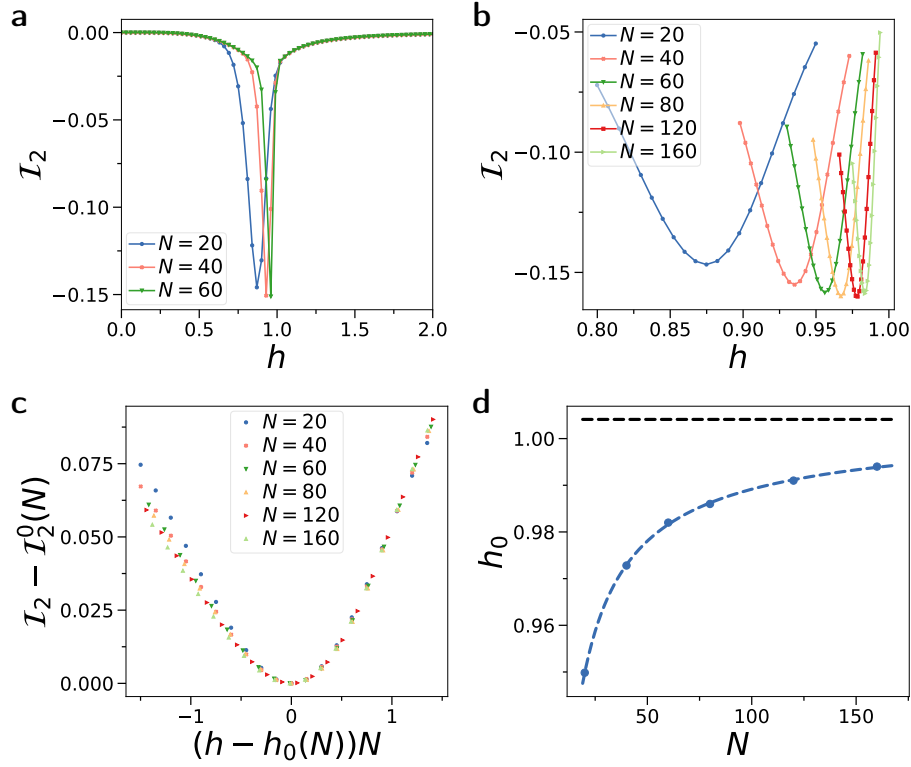 a
0.00
−0.05
−0.10
−0.15
I₂
N = 20
N = 40
N = 60
0.0 0.5 1.0 1.5 2.0
h
b
−0.05
−0.10
−0.15
I₂
N = 20
N = 40
N = 60
N = 80
N = 120
N = 160
0.80 0.85 0.90 0.95 1.00
h
c
0.075
0.050
0.025
0.000
I₂ − I₂⁰(N)
N = 20
N = 40
N = 60
N = 80
N = 120
N = 160
−1 0 1
(h − h₀(N))N
d
1.00
0.98
0.96
h₀
50 100 150
N